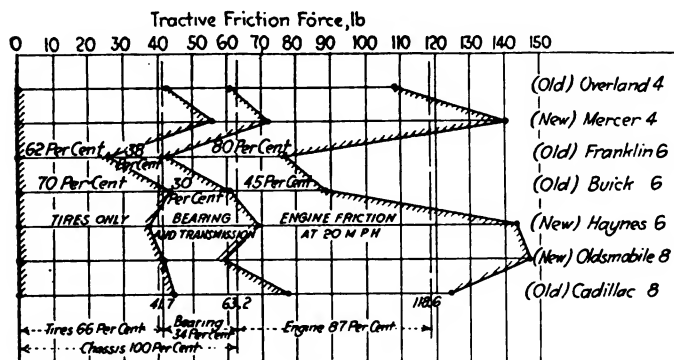 Tractive Friction Force, lb
0 10 20 30 40 50 60 70 80 90 100 110 120 130 140 150
(Old) Overland 4
(New) Mercer 4
62 Per Cent 38 Per Cent 80 Per Cent (Old) Franklin 6
70 Per-Cent 30 Per Cent 45 Per Cent (Old) Buick 6
TIRES ONLY BEARING AND TRANSMISSION ENGINE FRICTION AT 20 M P H (New) Haynes 6
(New) Oldsmobile 8
(Old) Cadillac 8
41.7 63.2 118.6
Tires 66 Per Cent Bearing 34 Per Cent Engine 87 Per Cent
Chassis 100 Per Cent